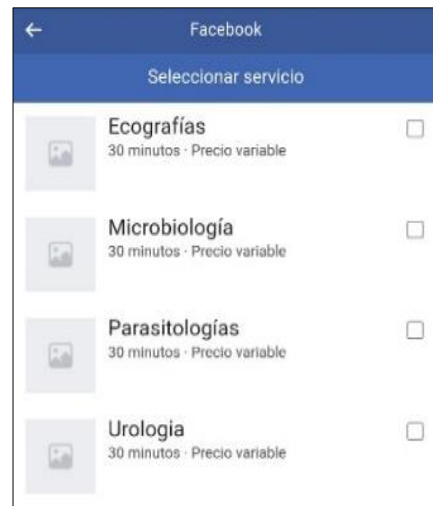 Facebook
Seleccionar servicio
Ecografías
30 minutos · Precio variable
Microbiología
30 minutos · Precio variable
Parasitologías
30 minutos · Precio variable
Urologia
30 minutos · Precio variable